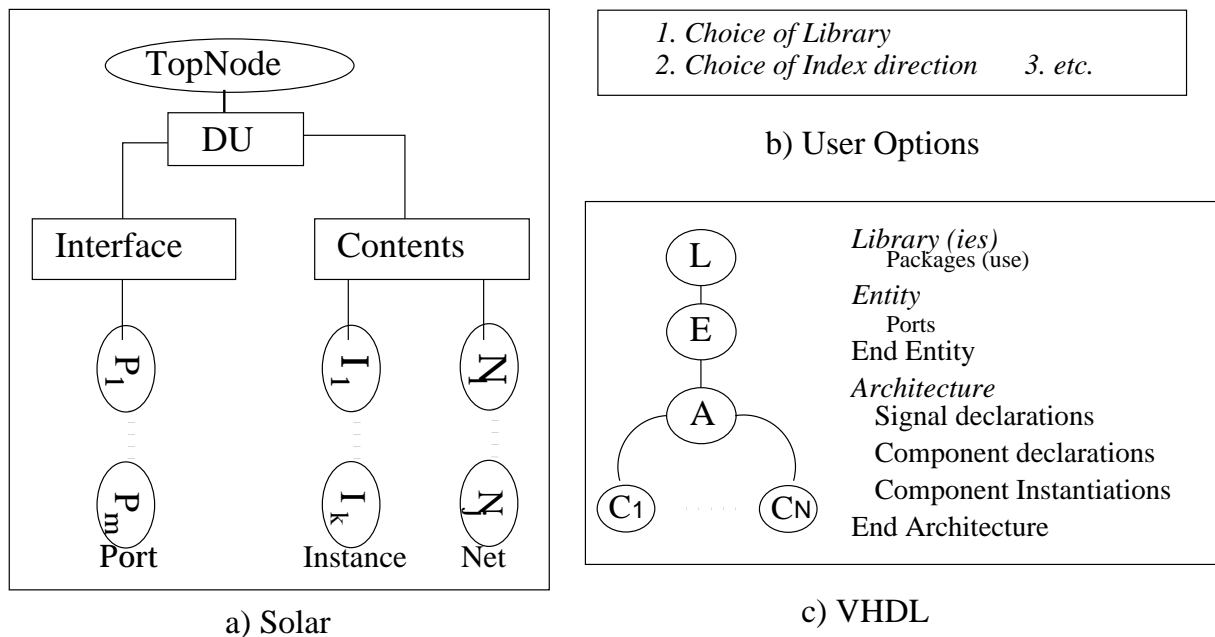 TopNode
DU
Interface
Contents
P1
I1
N1
Pm
Ik
Nj
Port
Instance
Net
a) Solar
1. Choice of Library
2. Choice of Index direction 3. etc.
b) User Options
L
E
A
C1
CN
Library (ies)
Packages (use)
Entity
Ports
End Entity
Architecture
Signal declarations
Component declarations
Component Instantiations
End Architecture
c) VHDL